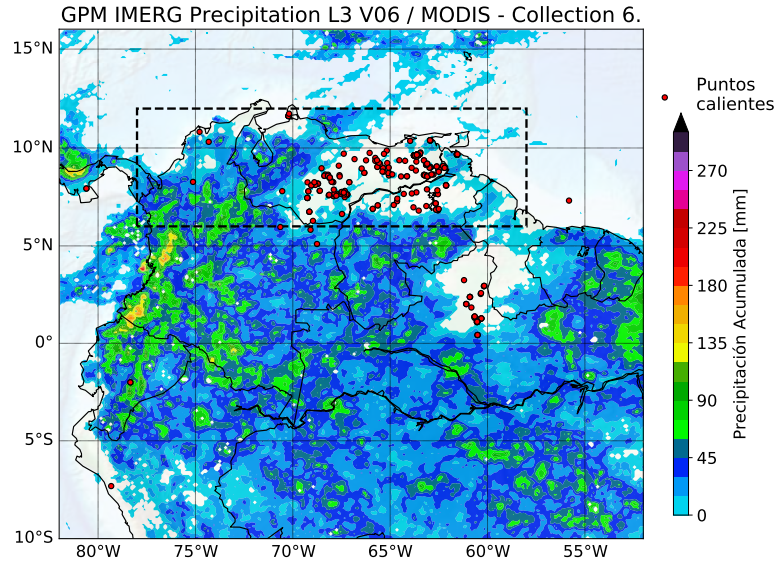 GPM IMERG Precipitation L3 V06 / MODIS - Collection 6.
15°N
10°N
5°N
0°
5°S
10°S
80°W
75°W
70°W
65°W
60°W
55°W
Puntos
calientes
270
225
180
135
90
45
0
Precipitación Acumulada [mm]